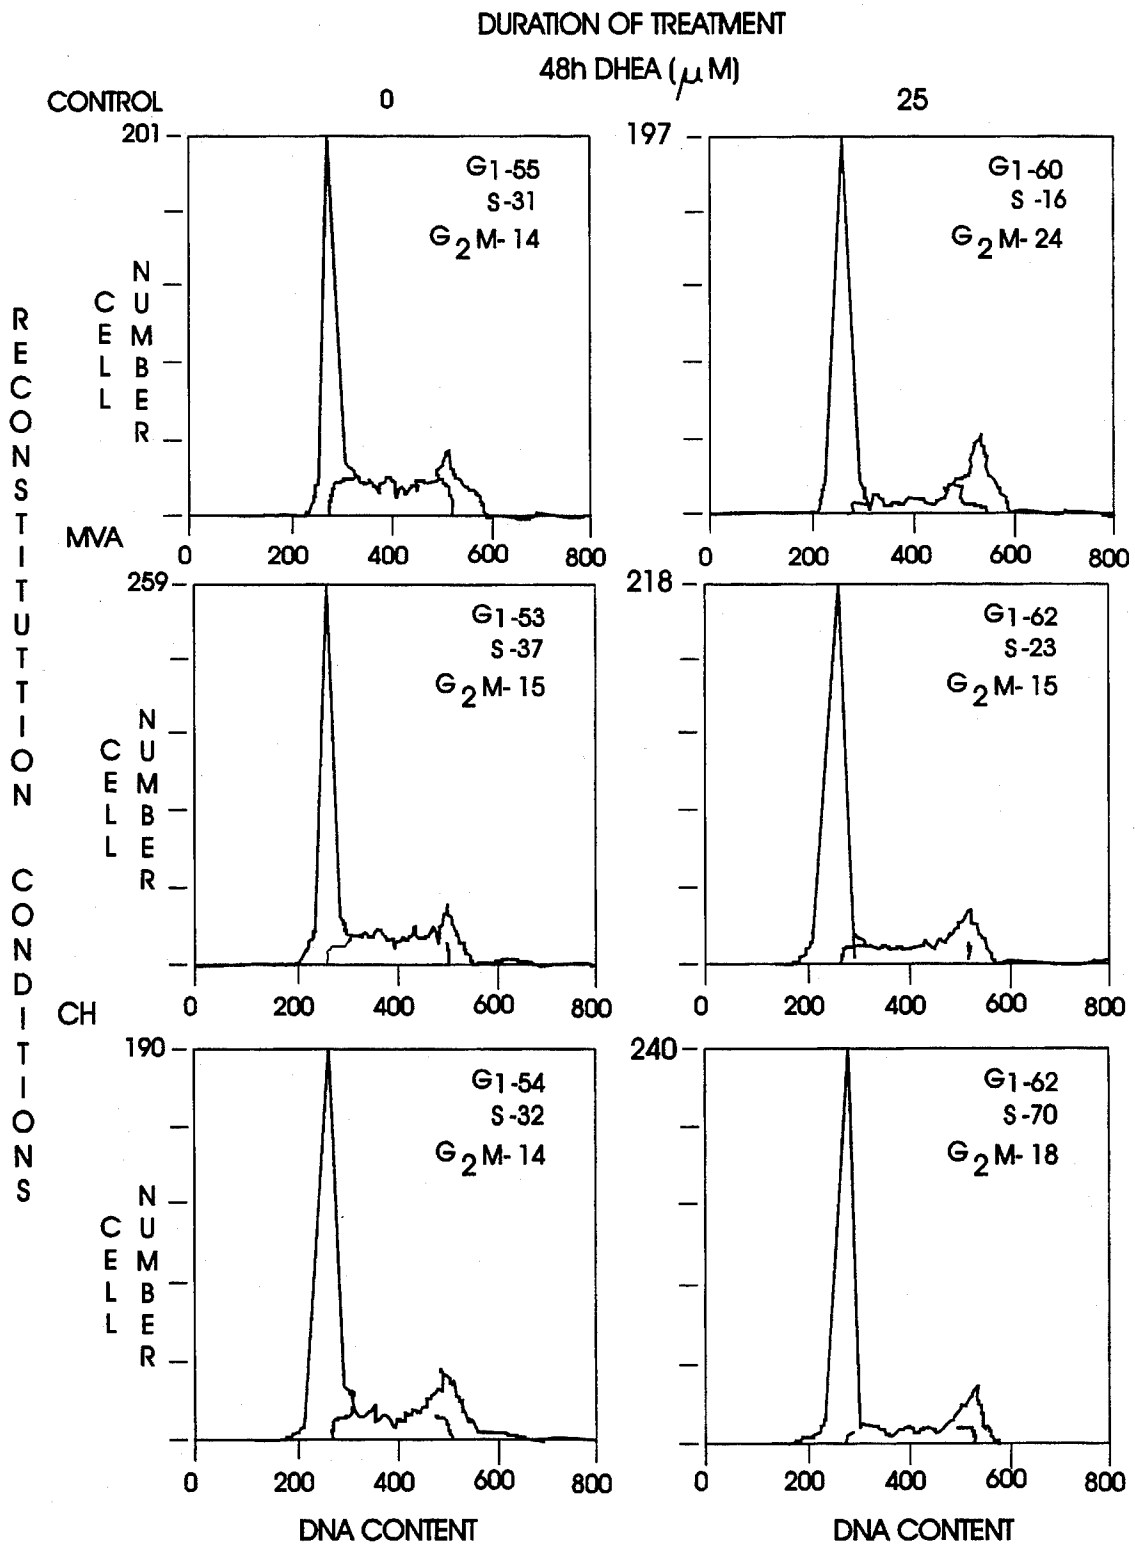 DURATION OF TREATMENT
48h DHEA (μM)
CONTROL 0 25
RECONSTITUTTION CONDITIONS
201
CELL NUMBER
G1-55
S-31
G2M-14
0 200 400 600 800
197
G1-60
S-16
G2M-24
0 200 400 600 800
MVA
259
CELL NUMBER
G1-53
S-37
G2M-15
0 200 400 600 800
218
G1-62
S-23
G2M-15
0 200 400 600 800
CH
190
CELL NUMBER
G1-54
S-32
G2M-14
0 200 400 600 800
DNA CONTENT
240
G1-62
S-70
G2M-18
0 200 400 600 800
DNA CONTENT